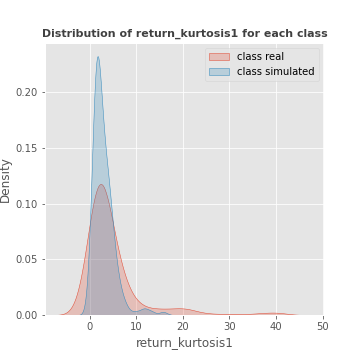 Distribution of return_kurtosis1 for each class
class real
class simulated
Density
0.20
0.15
0.10
0.05
0.00
0
10
20
30
40
50
return_kurtosis1